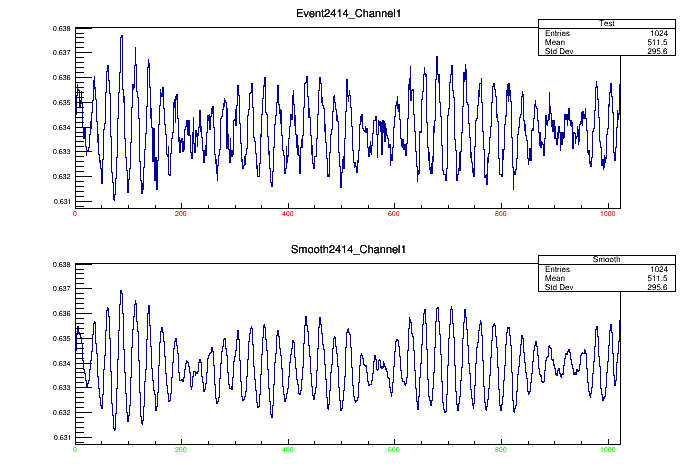 Event2414_Channel1
Test
Entries 1024
Mean 511.5
Std Dev 295.6
0.638
0.637
0.636
0.635
0.634
0.633
0.632
0.631
0 200 400 600 800 1000
Smooth2414_Channel1
Smooth
Entries 1024
Mean 511.5
Std Dev 295.6
0.638
0.637
0.636
0.635
0.634
0.633
0.632
0.631
0 200 400 600 800 1000